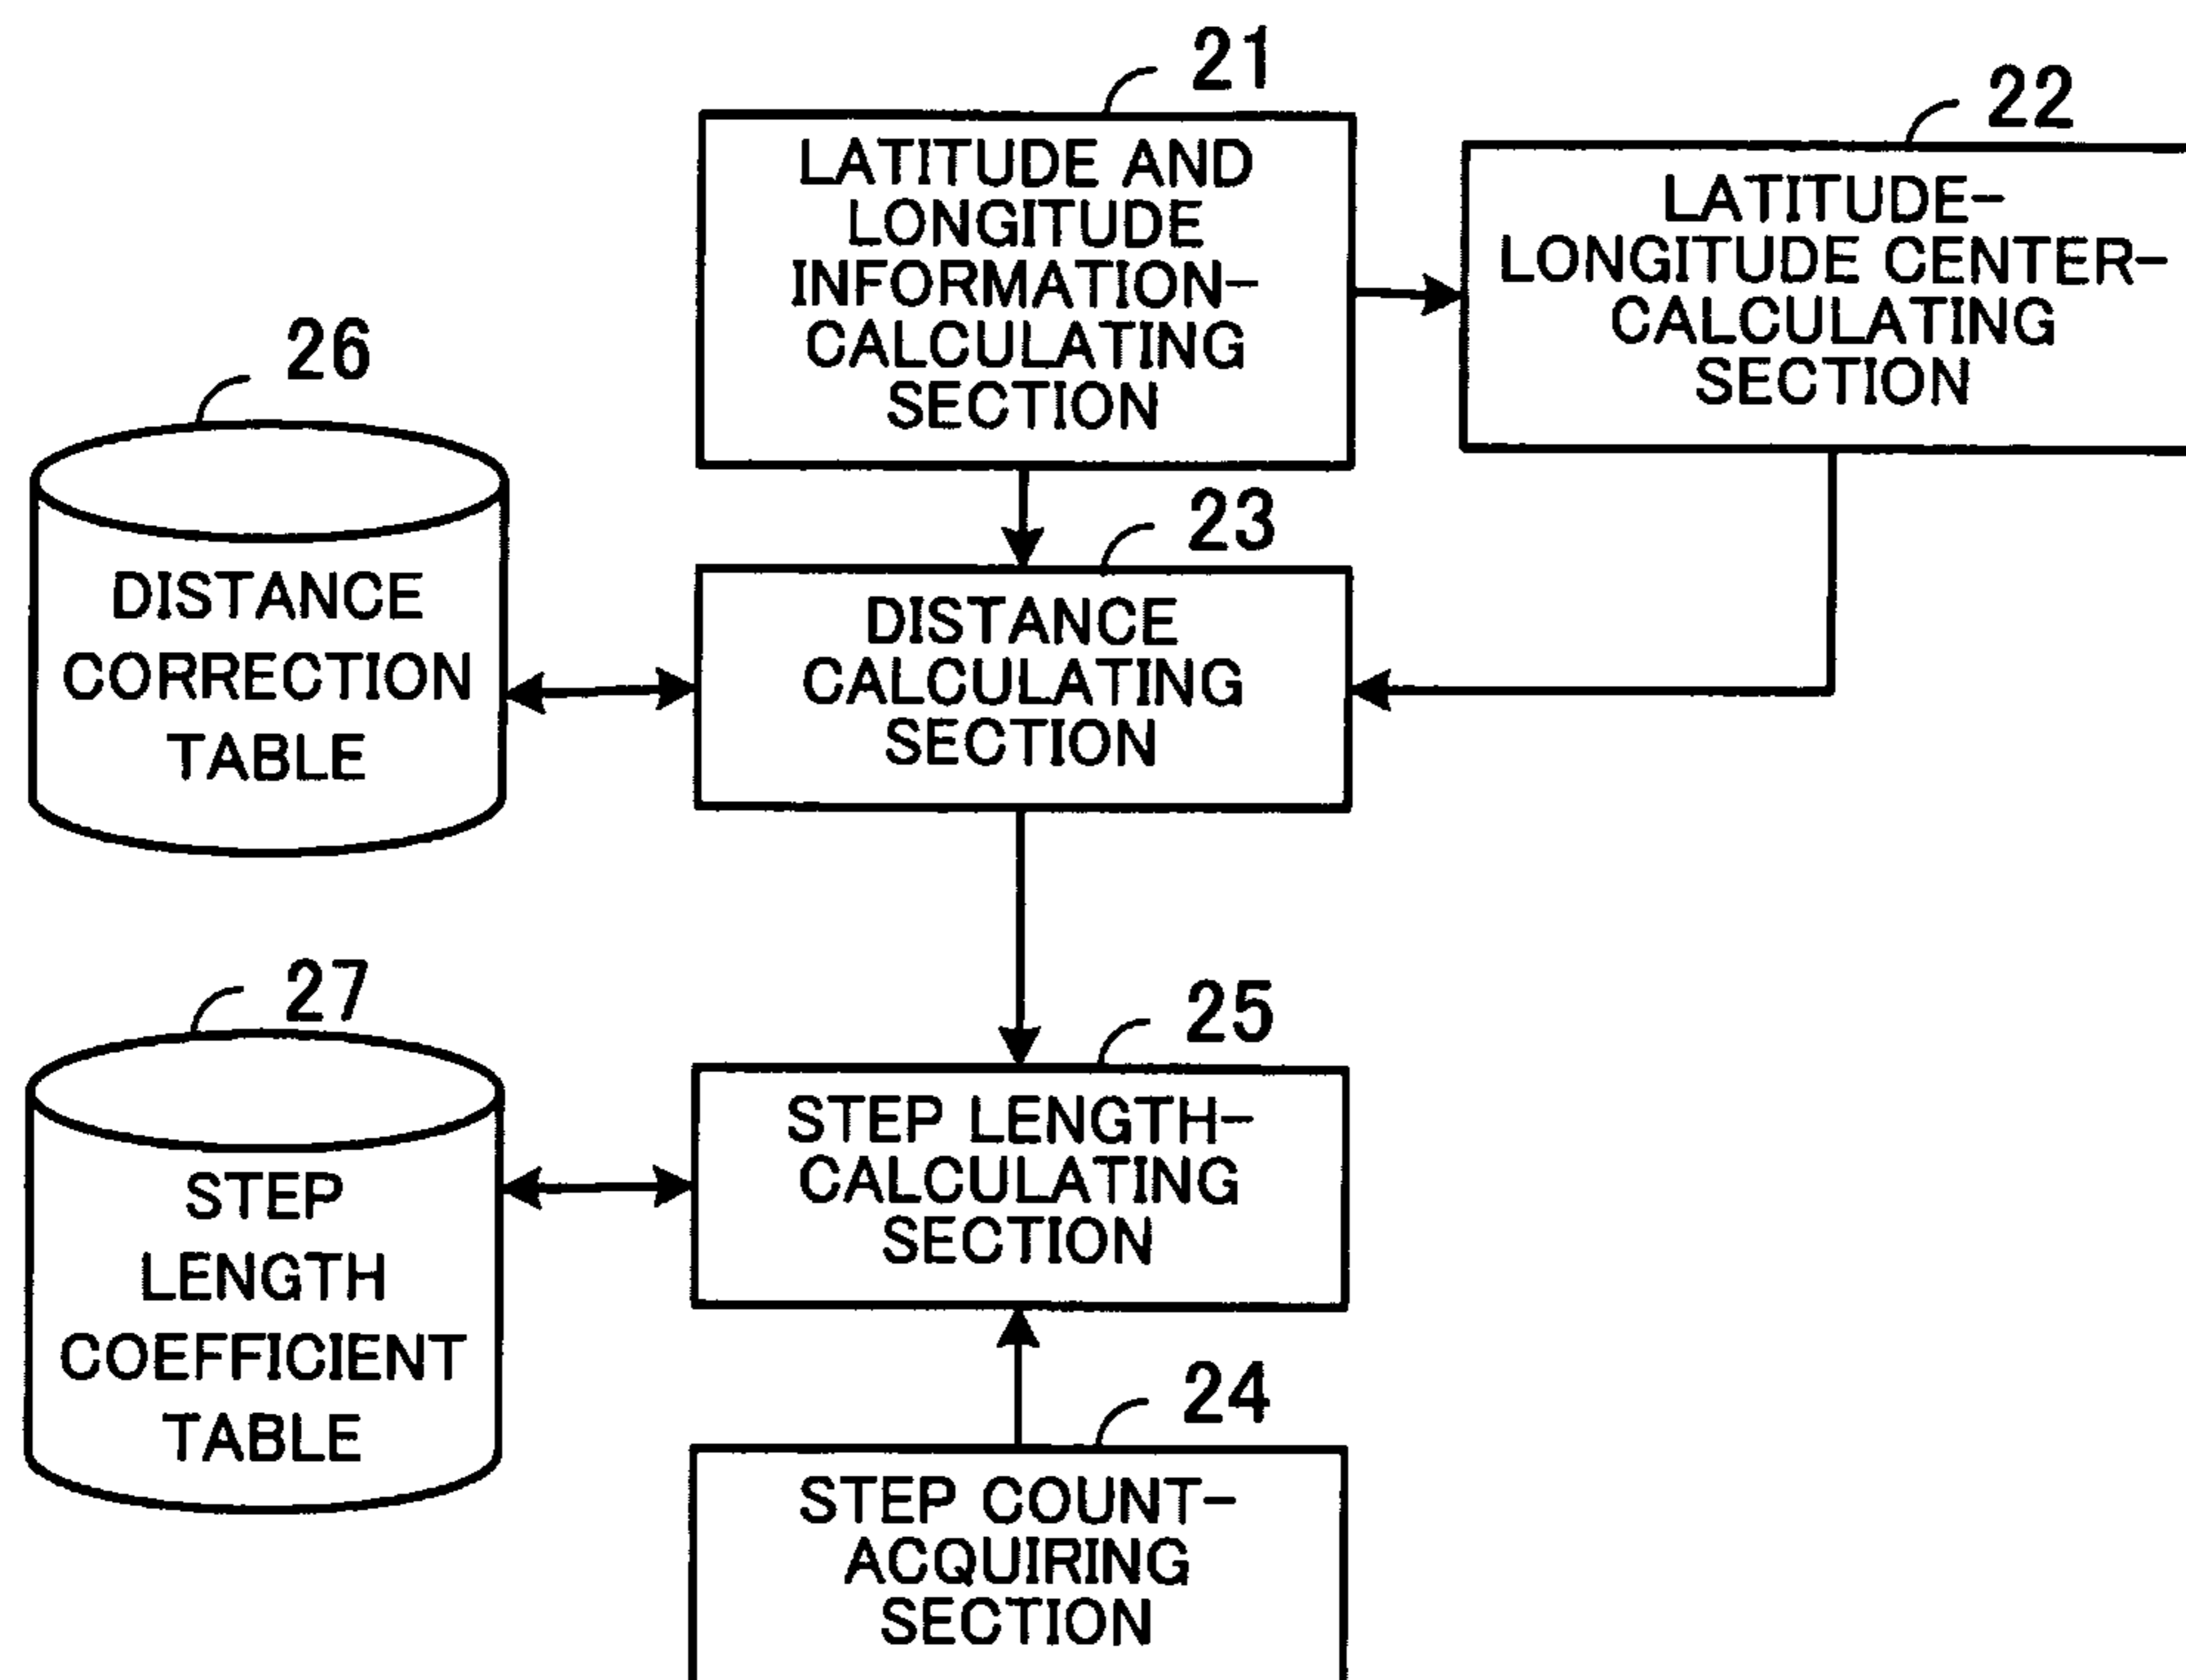 21
LATITUDE AND
LONGITUDE
INFORMATION-
CALCULATING
SECTION
22
LATITUDE-
LONGITUDE CENTER-
CALCULATING
SECTION
26
DISTANCE
CORRECTION
TABLE
23
DISTANCE
CALCULATING
SECTION
27
STEP
LENGTH
COEFFICIENT
TABLE
25
STEP LENGTH-
CALCULATING
SECTION
24
STEP COUNT-
ACQUIRING
SECTION